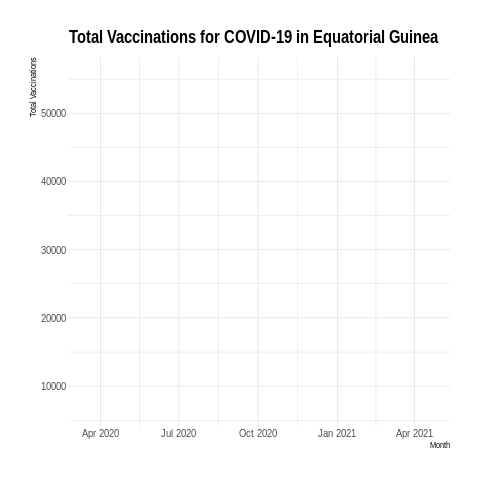 Total Vaccinations for COVID-19 in Equatorial Guinea
Total Vaccinations
50000
40000
30000
20000
10000
Apr 2020 Jul 2020 Oct 2020 Jan 2021 Apr 2021
Month